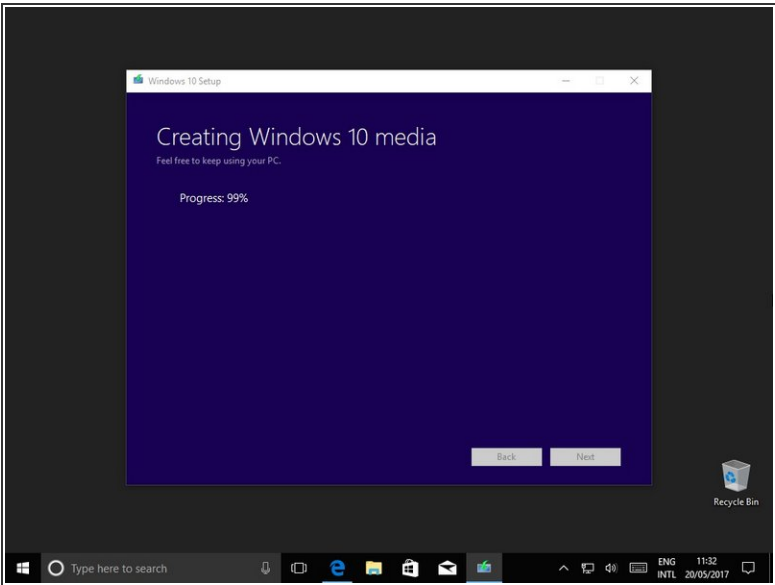 Windows 10 Setup
Creating Windows 10 media
Feel free to keep using your PC.
Progress: 99%
Back
Next
Recycle Bin
Type here to search
ENG
INTL
11:32
20/05/2017